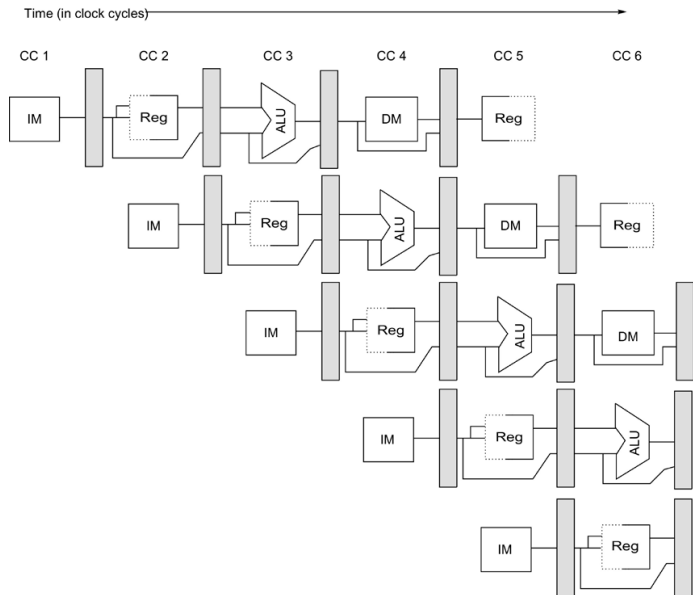 Time (in clock cycles)
CC 1 CC 2 CC 3 CC 4 CC 5 CC 6
IM Reg ALU DM Reg
IM Reg ALU DM Reg
IM Reg ALU DM
IM Reg ALU
IM Reg